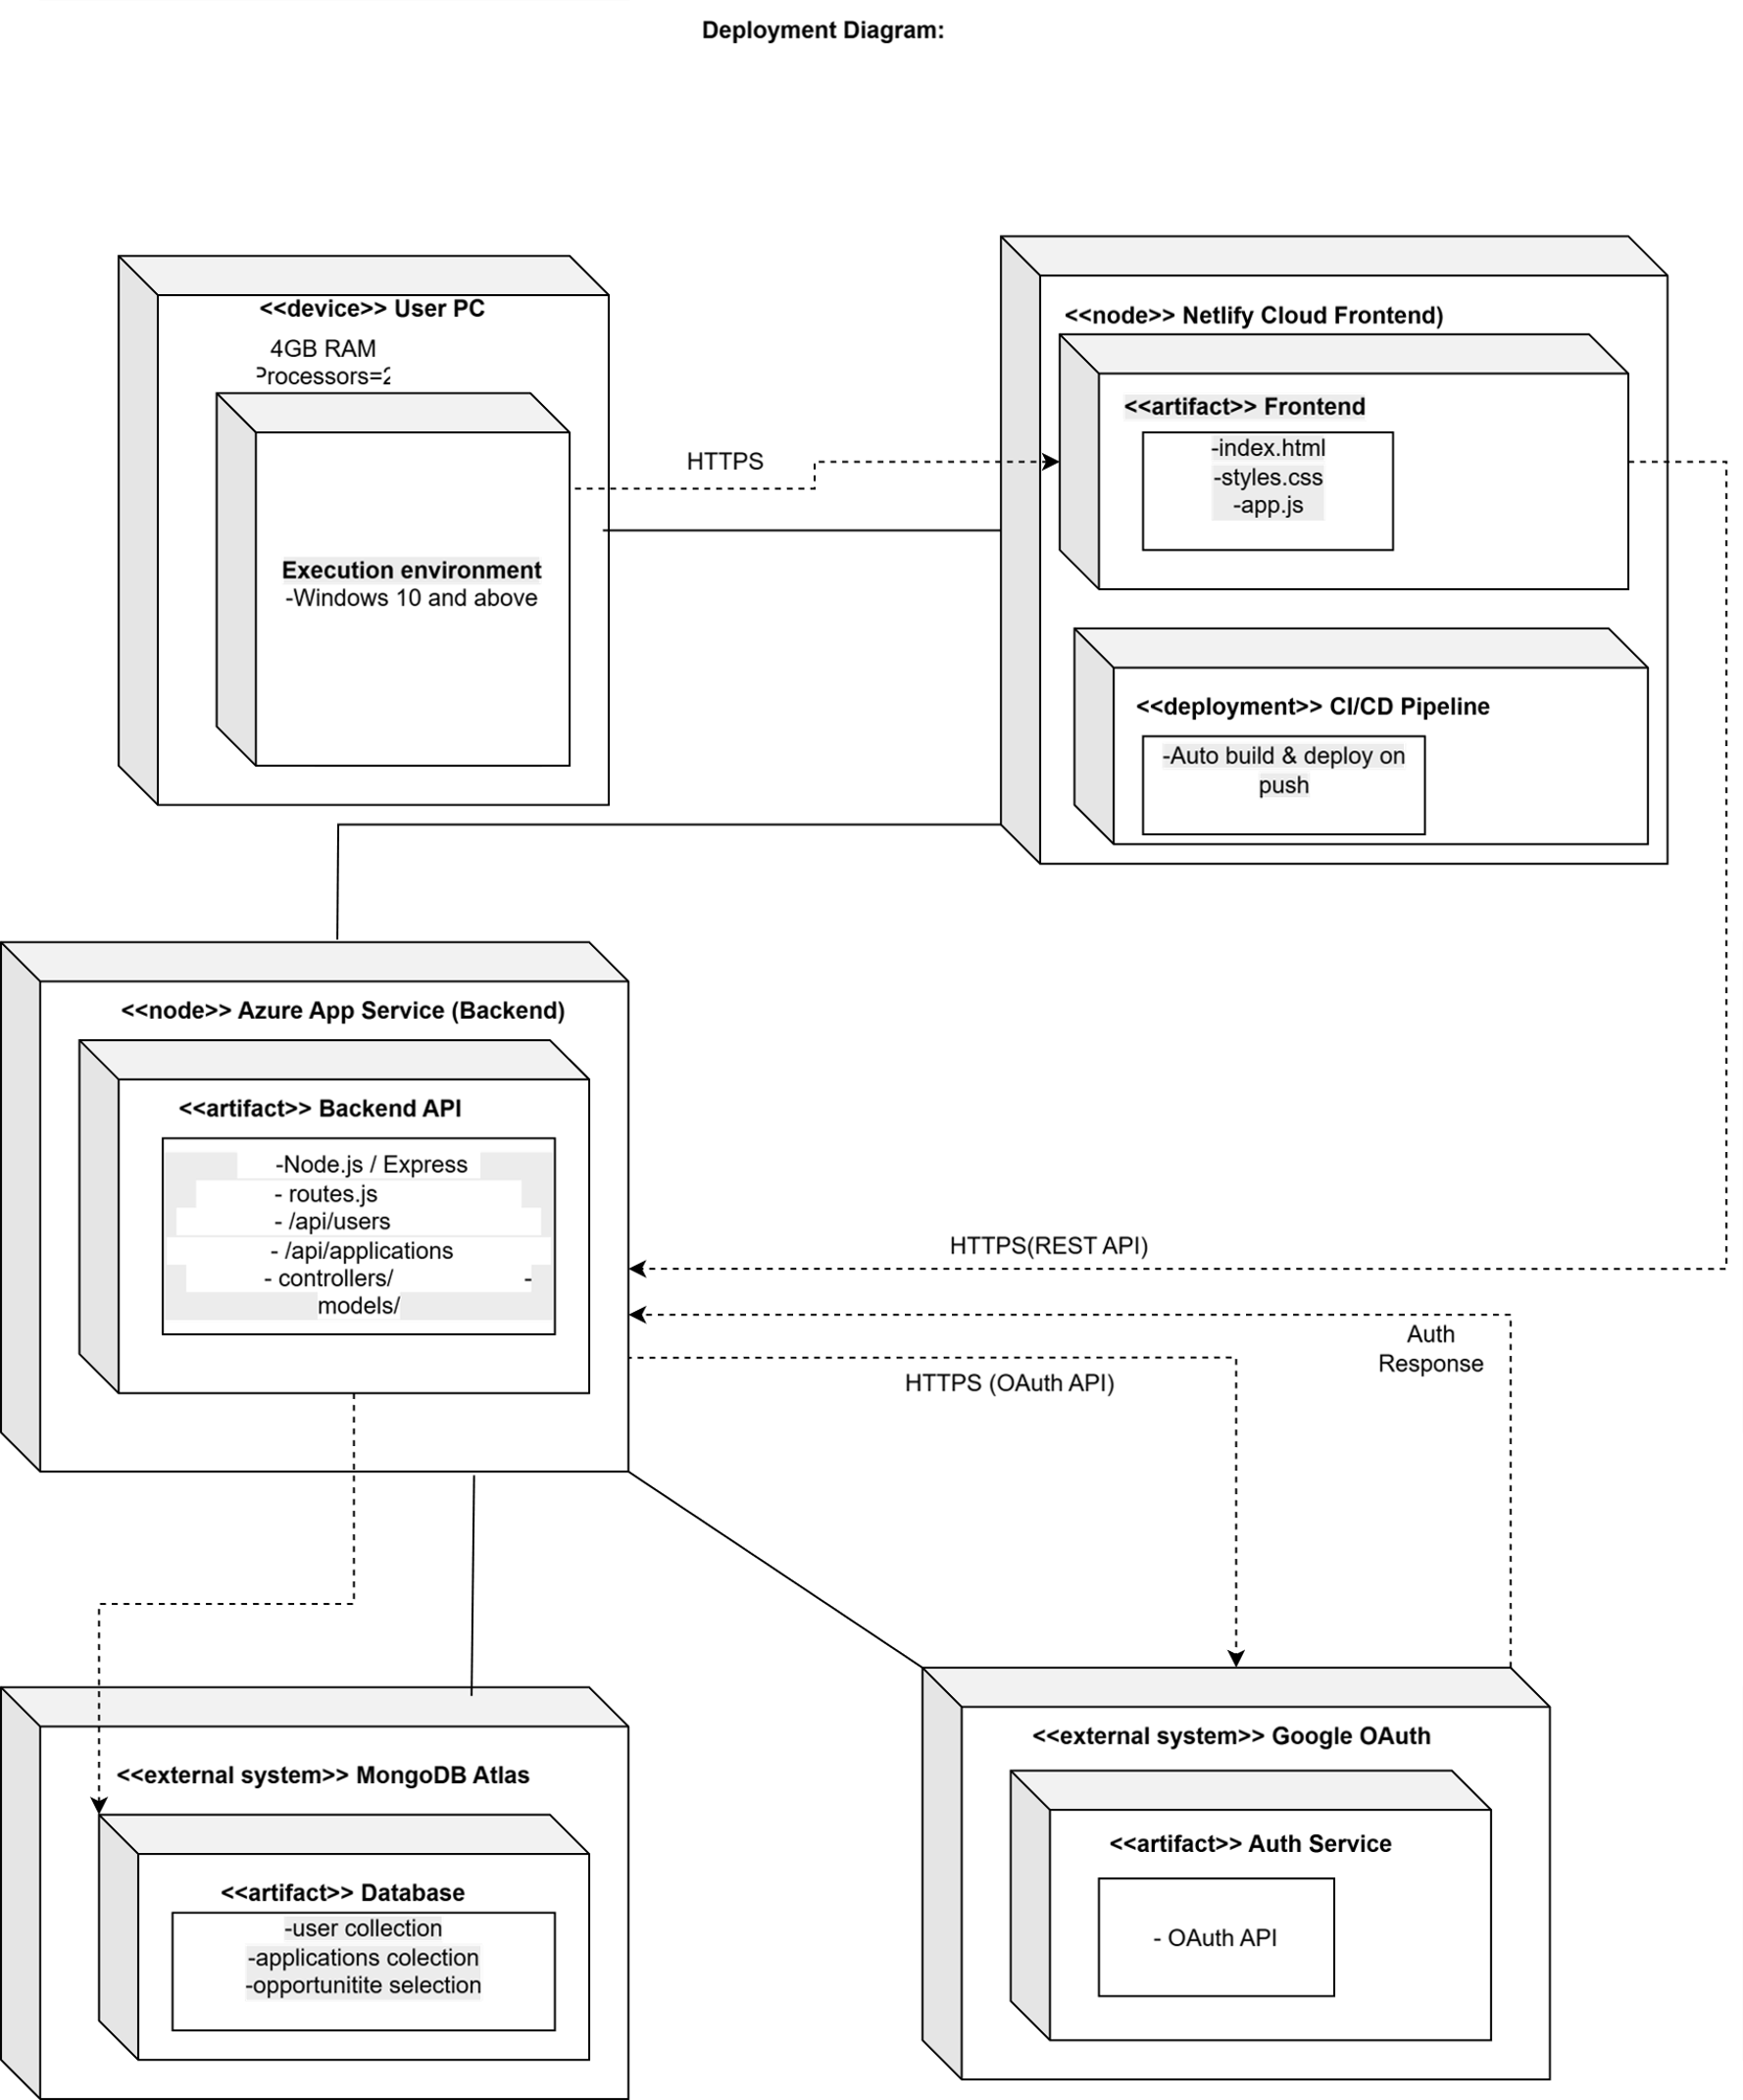 Deployment Diagram:
<<device>> User PC
4GB RAM
Processors=2
Execution environment
-Windows 10 and above
HTTPS
<<node>> Netlify Cloud Frontend)
<<artifact>> Frontend
-index.html
-styles.css
-app.js
<<deployment>> CI/CD Pipeline
-Auto build & deploy on
push
<<node>> Azure App Service (Backend)
<<artifact>> Backend API
-Node.js / Express
- routes.js
- /api/users
- /api/applications
- controllers/ -
models/
HTTPS(REST API)
Auth
Response
HTTPS (OAuth API)
<<external system>> MongoDB Atlas
<<artifact>> Database
-user collection
-applications colection
-opportunitite selection
<<external system>> Google OAuth
<<artifact>> Auth Service
- OAuth API